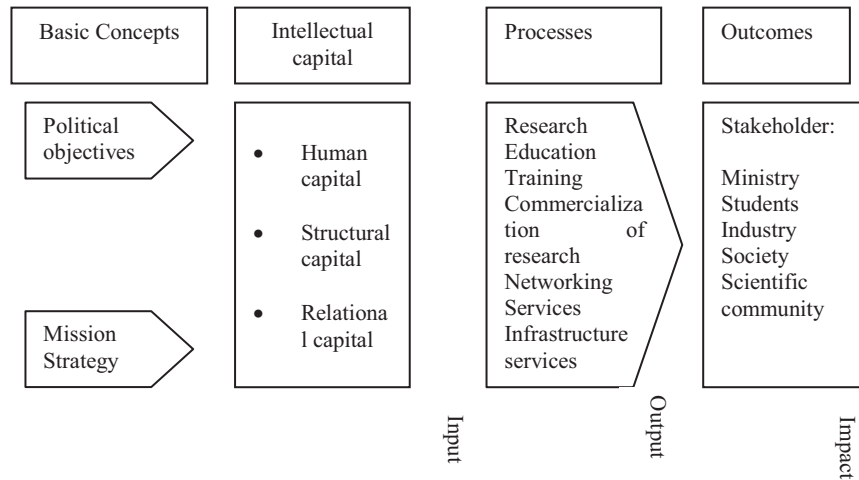 Basic Concepts
Intellectual
capital
Processes
Outcomes
Political
objectives
Mission
Strategy
• Human
capital
• Structural
capital
• Relationa
l capital
Research
Education
Training
Commercializa
tion of
research
Networking
Services
Infrastructure
services
Stakeholder:
Ministry
Students
Industry
Society
Scientific
community
Input
Output
Impact